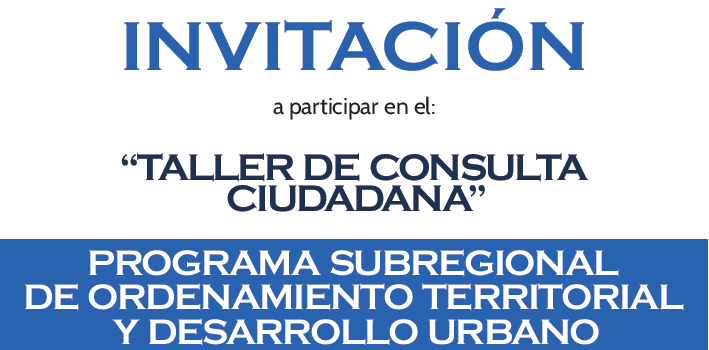 INVITACIÓN
a participar en el:
“TALLER DE CONSULTA
CIUDADANA”
PROGRAMA SUBREGIONAL
DE ORDENAMIENTO TERRITORIAL
Y DESARROLLO URBANO